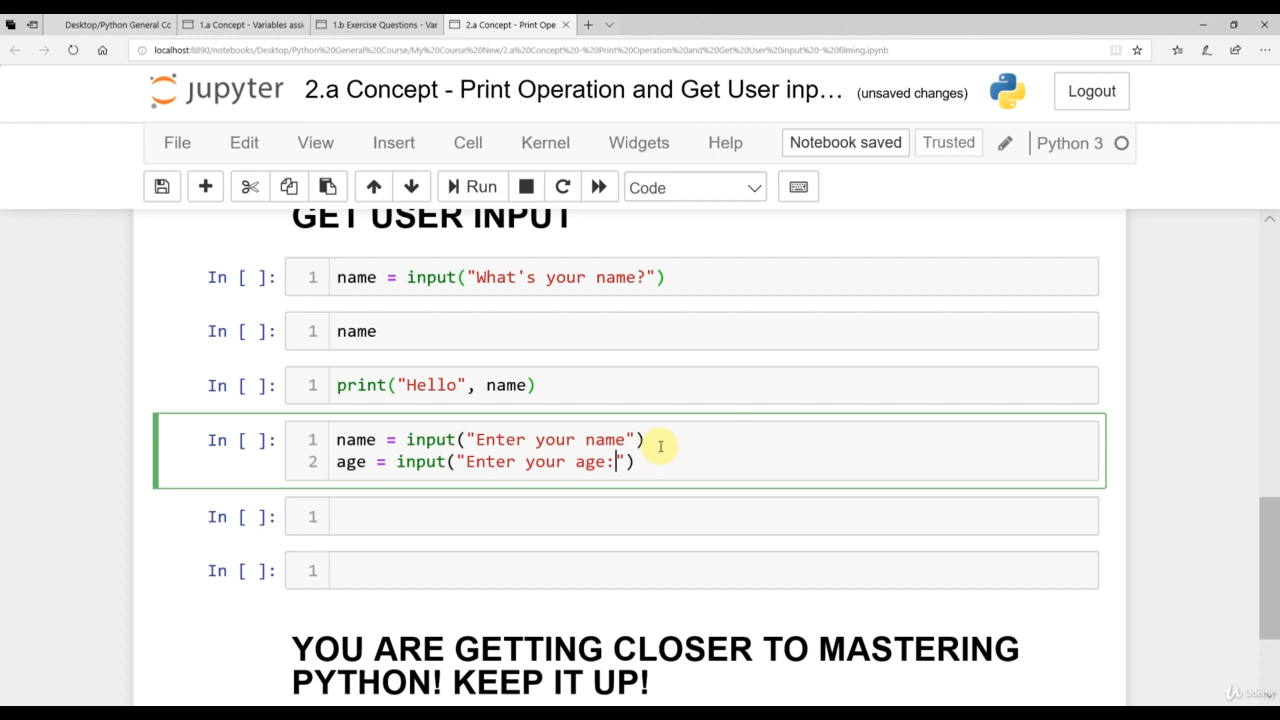 Desktop/Python General Cc
1.a Concept - Variables assi
1.b Exercise Questions - Var
2.a Concept - Print Ope
localhost:8890/notebooks/Desktop/Python%20General%20Course/My%20Course%20New/2.a%20Concept%20-%20Print%20Operation%20and%20Get%20User%20input%20-%20filming.ipynb
jupyter 2.a Concept - Print Operation and Get User inp... (unsaved changes) Logout
File Edit View Insert Cell Kernel Widgets Help Notebook saved Trusted Python 3
Run Code
GET USER INPUT
In [ ]: 1 name = input("What's your name?")
In [ ]: 1 name
In [ ]: 1 print("Hello", name)
In [ ]: 1 name = input("Enter your name")
2 age = input("Enter your age:")
In [ ]: 1
In [ ]: 1
YOU ARE GETTING CLOSER TO MASTERING
PYTHON! KEEP IT UP!
Udemy